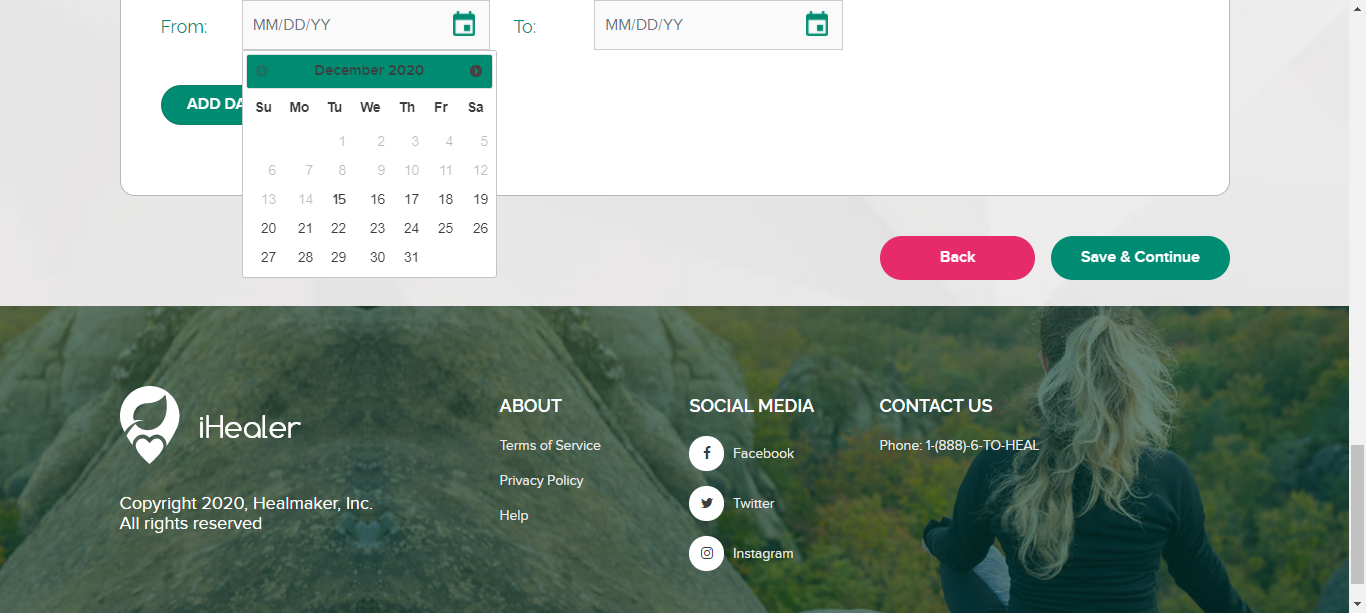 From: MM/DD/YY To: MM/DD/YY
December 2020
ADD DA
Su Mo Tu We Th Fr Sa
1 2 3 4 5
6 7 8 9 10 11 12
13 14 15 16 17 18 19
20 21 22 23 24 25 26
27 28 29 30 31
Back Save & Continue
iHealer
Copyright 2020, Healmaker, Inc.
All rights reserved
ABOUT
Terms of Service
Privacy Policy
Help
SOCIAL MEDIA
Facebook
Twitter
Instagram
CONTACT US
Phone: 1-(888)-6-TO-HEAL